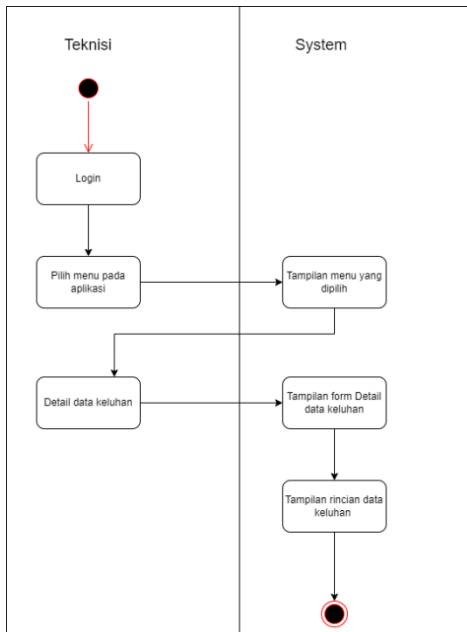 Teknisi
System
Login
Pilih menu pada
aplikasi
Tampilan menu yang
dipilih
Detail data keluhan
Tampilan form Detail
data keluhan
Tampilan rincian data
keluhan